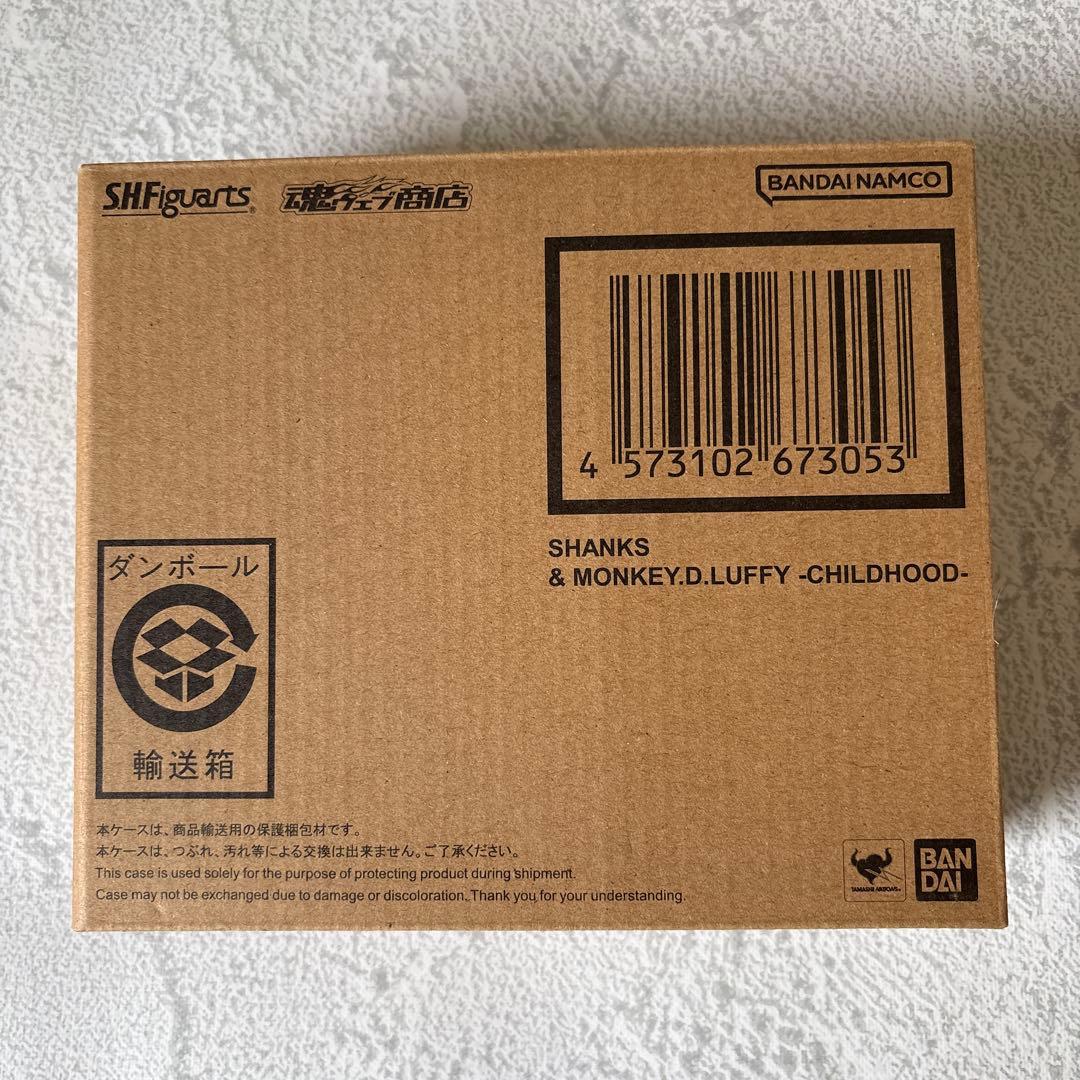 S.H.Figuarts
魂ウェブ商店
BANDAI NAMCO
4 573102 673053
SHANKS
& MONKEY.D.LUFFY -CHILDHOOD-
ダンボール
輸送箱
本ケースは、商品輸送用の保護梱包材です。
本ケースは、つぶれ、汚れ等による交換は出来ません。ご了承ください。
This case is used solely for the purpose of protecting product during shipment.
Case may not be exchanged due to damage or discoloration. Thank you for your understanding.
TAMASHII NATIONS
BAN
DAI